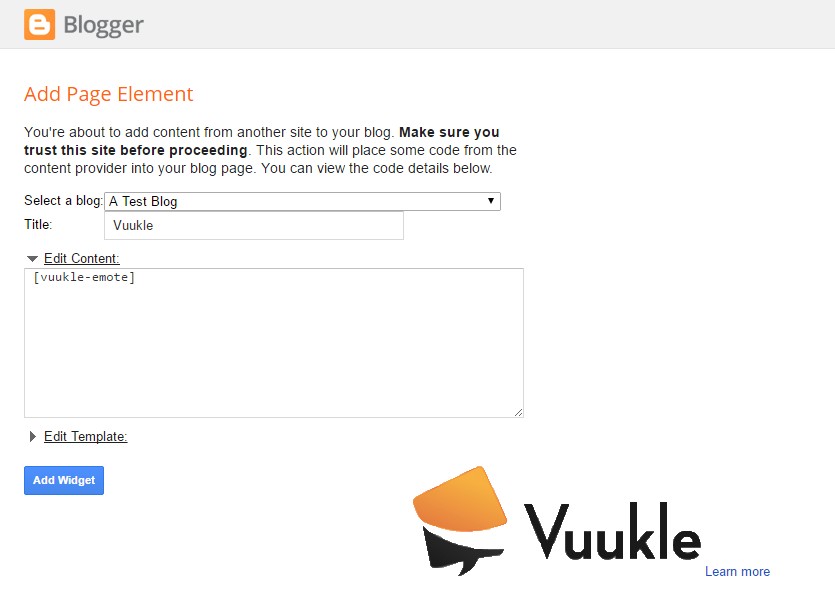 Blogger
Add Page Element
You're about to add content from another site to your blog. Make sure you
trust this site before proceeding. This action will place some code from the
content provider into your blog page. You can view the code details below.
Select a blog: A Test Blog
Title: Vuukle
Edit Content:
[vuukle-emote]
Edit Template:
Add Widget
Vuukle
Learn more